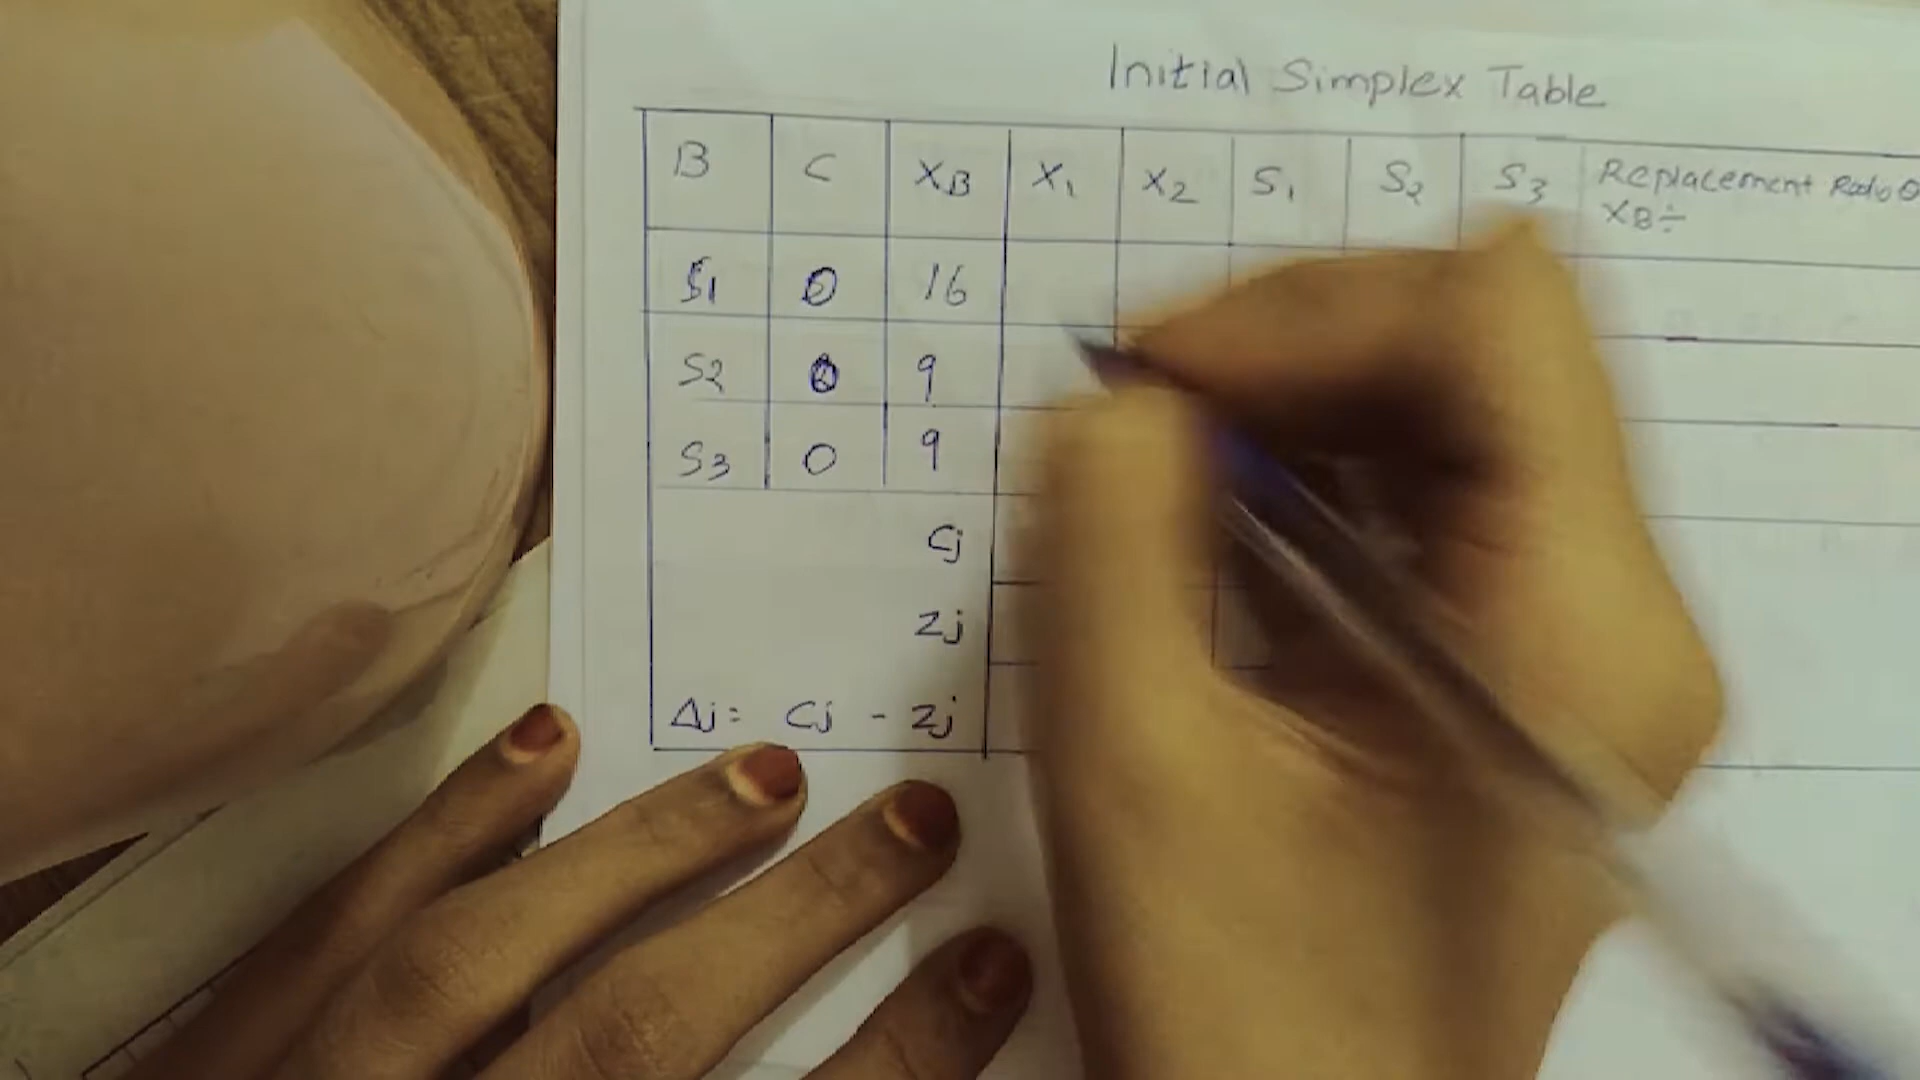 Initial Simplex Table
B C XB X1 X2 S1 S2 S3 Replacement Ratio θ
XB÷
S1 0 16
S2 0 9
S3 0 9
Cj
Zj
Δj= Cj - Zj